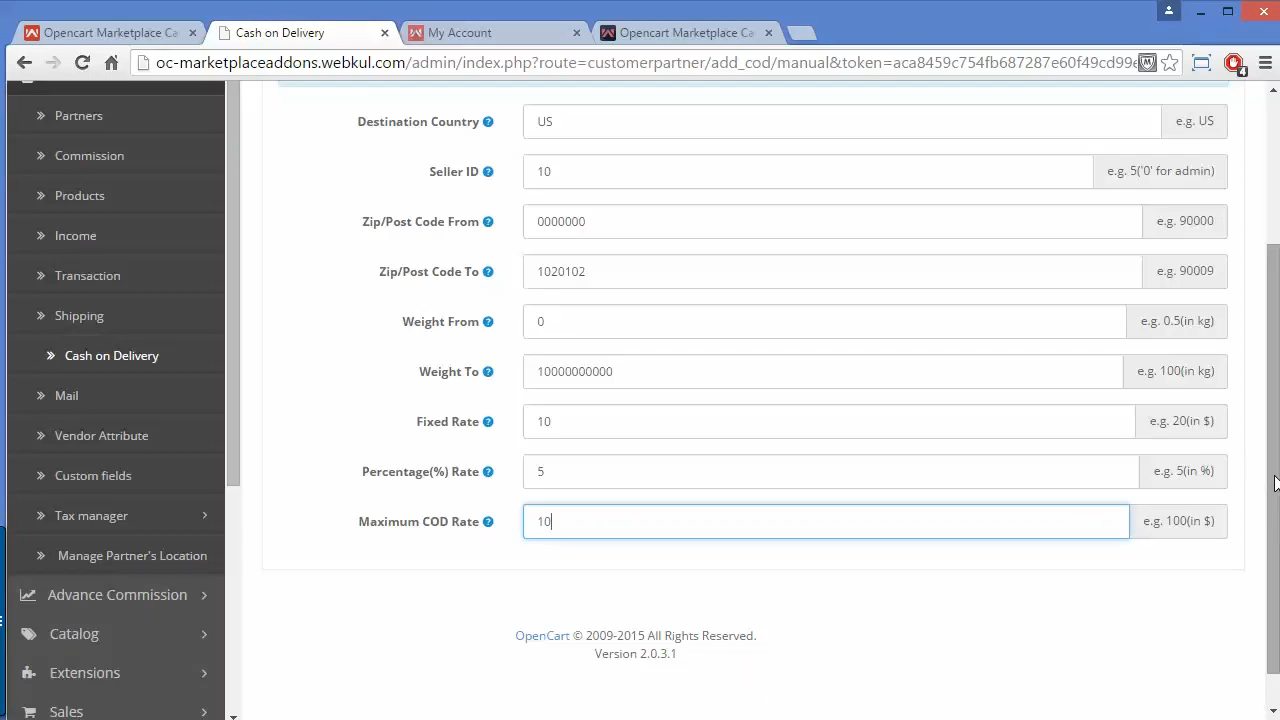 Opencart Marketplace Ca
Cash on Delivery
My Account
Opencart Marketplace Ca
oc-marketplaceaddons.webkul.com/admin/index.php?route=customerpartner/add_cod/manual&token=aca8459c754fb687287e60f49cd99e
4
Partners
Commission
Products
Income
Transaction
Shipping
Cash on Delivery
Mail
Vendor Attribute
Custom fields
Tax manager
Manage Partner's Location
Advance Commission
Catalog
Extensions
Sales
Destination Country US e.g. US
Seller ID 10 e.g. 5('0' for admin)
Zip/Post Code From 0000000 e.g. 90000
Zip/Post Code To 1020102 e.g. 90009
Weight From 0 e.g. 0.5(in kg)
Weight To 10000000000 e.g. 100(in kg)
Fixed Rate 10 e.g. 20(in $)
Percentage(%) Rate 5 e.g. 5(in %)
Maximum COD Rate 10 e.g. 100(in $)
OpenCart © 2009-2015 All Rights Reserved.
Version 2.0.3.1